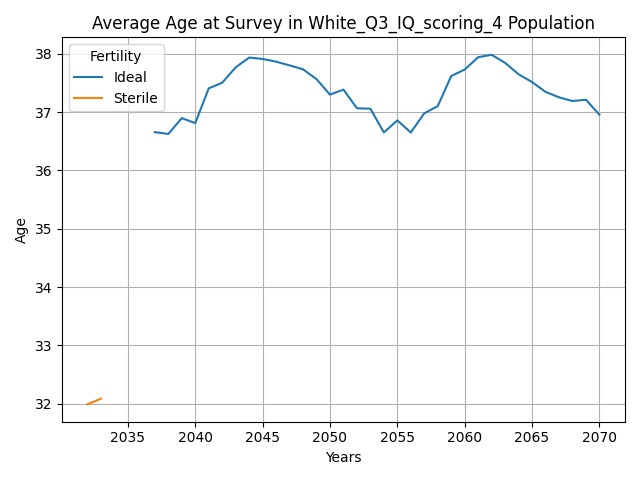 Average Age at Survey in White_Q3_IQ_scoring_4 Population
Fertility
Ideal
Sterile
Age
38
37
36
35
34
33
32
2035 2040 2045 2050 2055 2060 2065 2070
Years